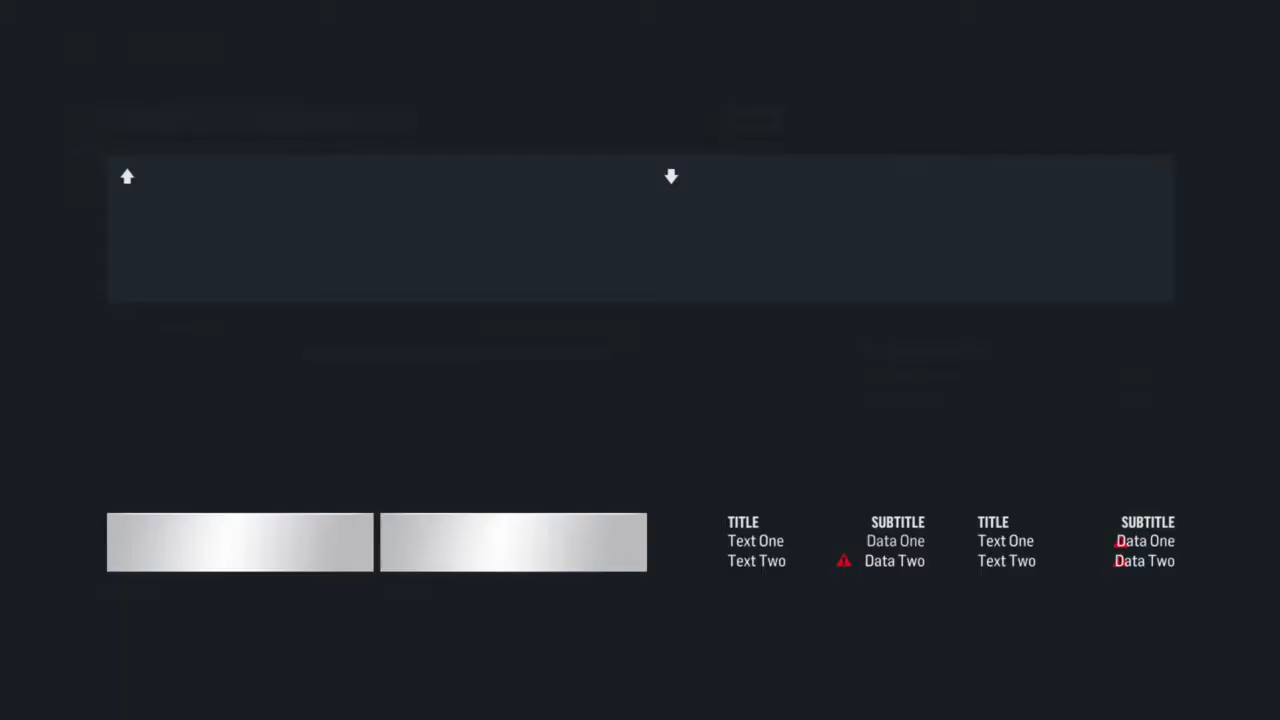 TITLE SUBTITLE TITLE SUBTITLE
Text One Data One Text One Data One
Text Two Data Two Text Two Data Two